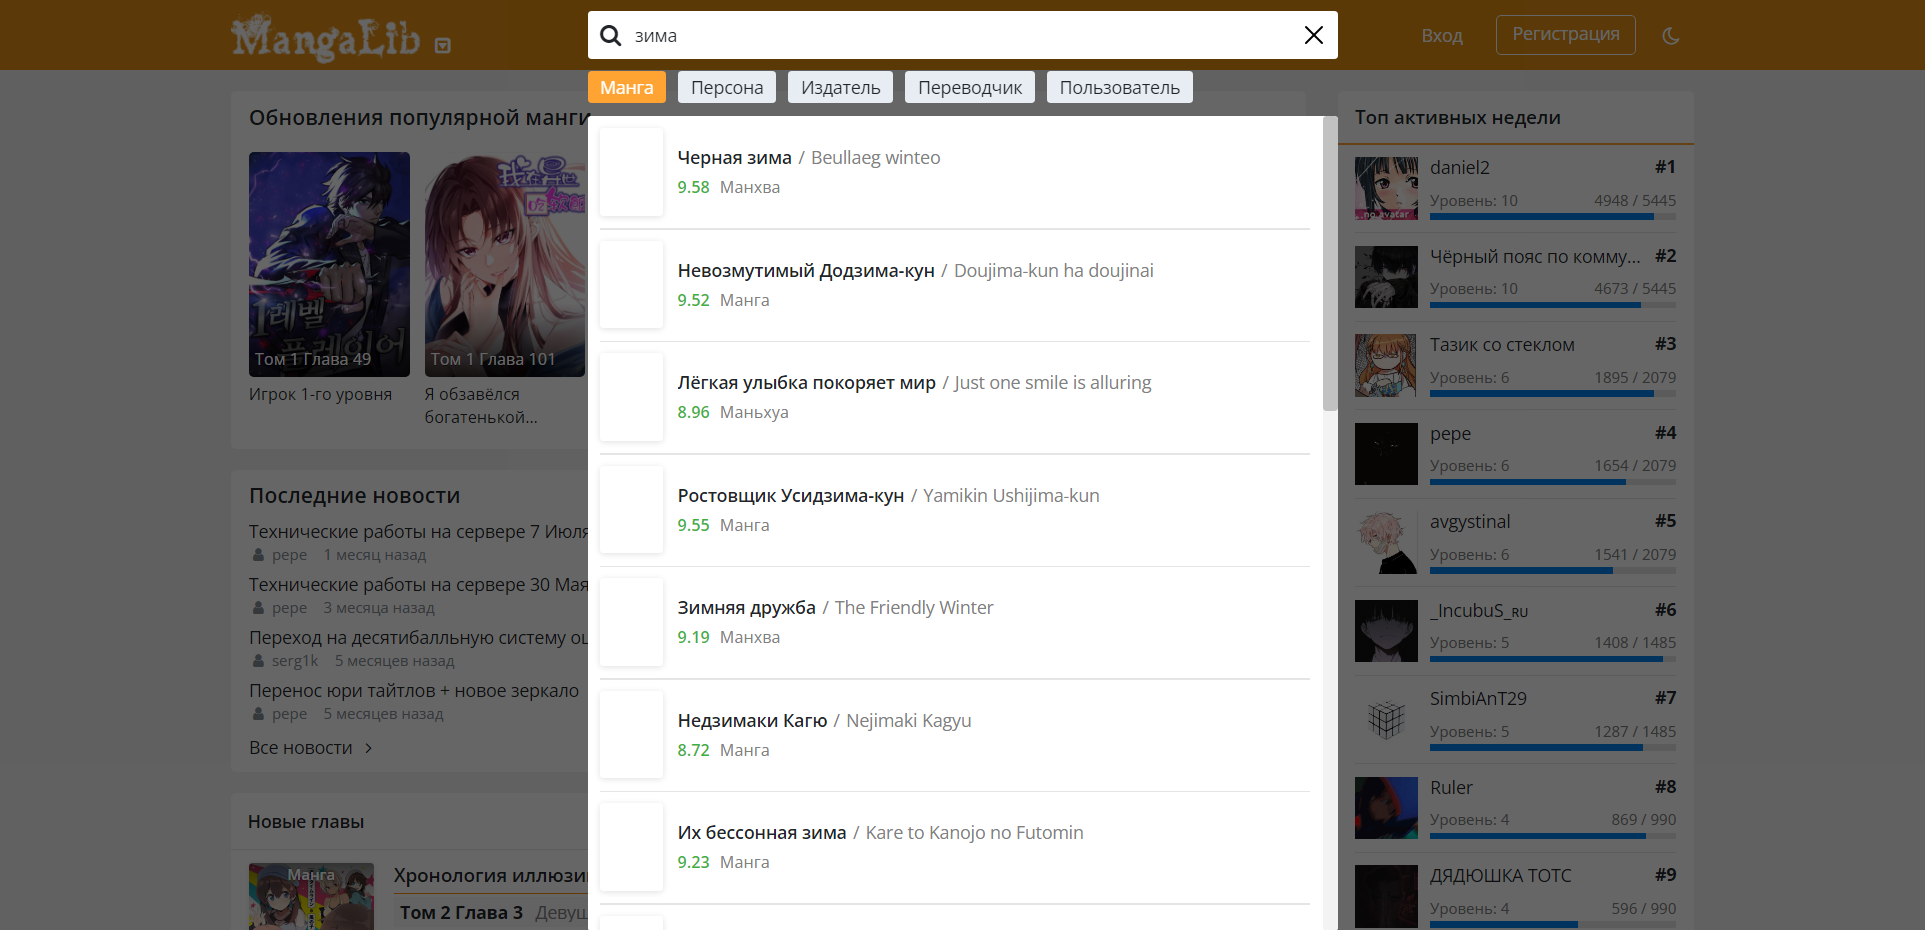 MangaLib
зима
Вход
Регистрация
Манга
Персона
Издатель
Переводчик
Пользователь
Обновления популярной манги
Том 1 Глава 49
Игрок 1-го уровня
Том 1 Глава 101
Я обзавёлся
богатенькой...
Последние новости
Технические работы на сервере 7 Июля
pepe 1 месяц назад
Технические работы на сервере 30 Мая
pepe 3 месяца назад
Переход на десятибалльную систему оц
serg1k 5 месяцев назад
Перенос юри тайтлов + новое зеркало
pepe 5 месяцев назад
Все новости
Новые главы
Манга
Хронология иллюзи
Том 2 Глава 3 Девуш
Черная зима / Beullaeg winteo
9.58 Манхва
Невозмутимый Додзима-кун / Doujima-kun ha doujinai
9.52 Манга
Лёгкая улыбка покоряет мир / Just one smile is alluring
8.96 Маньхуа
Ростовщик Усидзима-кун / Yamikin Ushijima-kun
9.55 Манга
Зимняя дружба / The Friendly Winter
9.19 Манхва
Недзимаки Кагю / Nejimaki Kagyu
8.72 Манга
Их бессонная зима / Kare to Kanojo no Futomin
9.23 Манга
Топ активных недели
no avatar
daniel2 #1
Уровень: 10 4948 / 5445
Чёрный пояс по комму... #2
Уровень: 10 4673 / 5445
Тазик со стеклом #3
Уровень: 6 1895 / 2079
pepe #4
Уровень: 6 1654 / 2079
avgystinal #5
Уровень: 6 1541 / 2079
_IncubuS_RU #6
Уровень: 5 1408 / 1485
SimbiAnT29 #7
Уровень: 5 1287 / 1485
Ruler #8
Уровень: 4 869 / 990
ДЯДЮШКА ТОТС #9
Уровень: 4 596 / 990